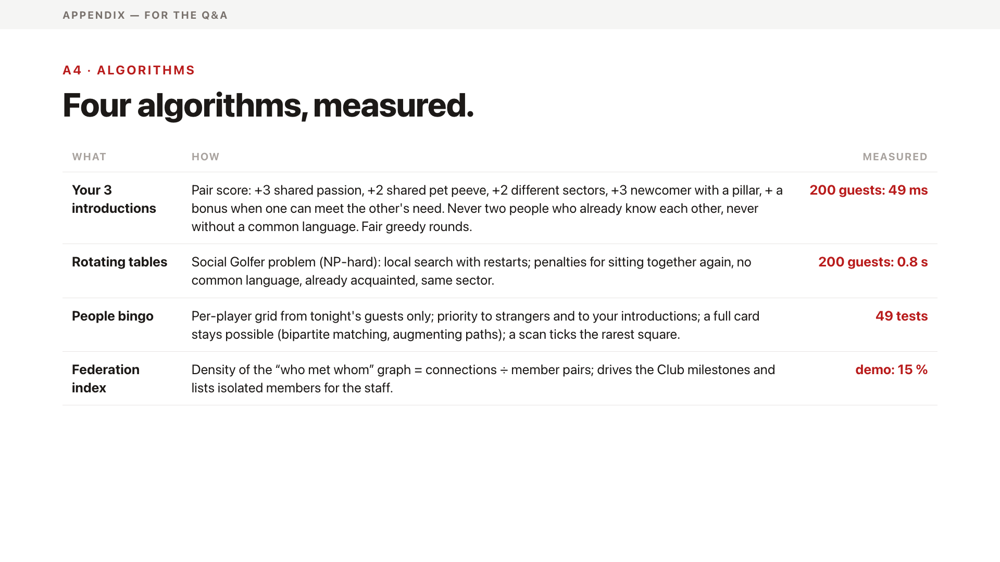 APPENDIX — FOR THE Q&A
A4 · ALGORITHMS
Four algorithms, measured.
WHAT HOW MEASURED
Your 3 introductions
Pair score: +3 shared passion, +2 shared pet peeve, +2 different sectors, +3 newcomer with a pillar, + a
bonus when one can meet the other's need. Never two people who already know each other, never
without a common language. Fair greedy rounds.
200 guests: 49 ms
Rotating tables
Social Golfer problem (NP-hard): local search with restarts; penalties for sitting together again, no
common language, already acquainted, same sector.
200 guests: 0.8 s
People bingo
Per-player grid from tonight's guests only; priority to strangers and to your introductions; a full card
stays possible (bipartite matching, augmenting paths); a scan ticks the rarest square.
49 tests
Federation
index
Density of the “who met whom” graph = connections ÷ member pairs; drives the Club milestones and
lists isolated members for the staff.
demo: 15 %